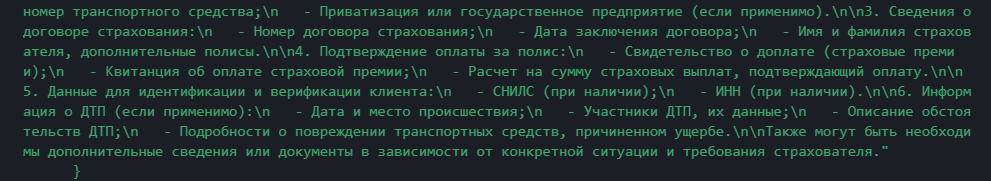 номер транспортного средства;\n   - Приватизация или государственное предприятие (если применимо).\n\n3. Сведения о
договоре страхования:\n   - Номер договора страхования;\n   - Дата заключения договора;\n   - Имя и фамилия страхов
ателя, дополнительные полисы.\n\n4. Подтверждение оплаты за полис:\n   - Свидетельство о доплате (страховые преми
и);\n   - Квитанция об оплате страховой премии;\n   - Расчет на сумму страховых выплат, подтверждающий оплату.\n\n
5. Данные для идентификации и верификации клиента:\n   - СНИЛС (при наличии);\n   - ИНН (при наличии).\n\n6. Информ
ация о ДТП (если применимо):\n   - Дата и место происшествия;\n   - Участники ДТП, их данные;\n   - Описание обстоя
тельств ДТП;\n   - Подробности о повреждении транспортных средств, причиненном ущербе.\n\nТакже могут быть необходи
мы дополнительные сведения или документы в зависимости от конкретной ситуации и требования страхователя."
}